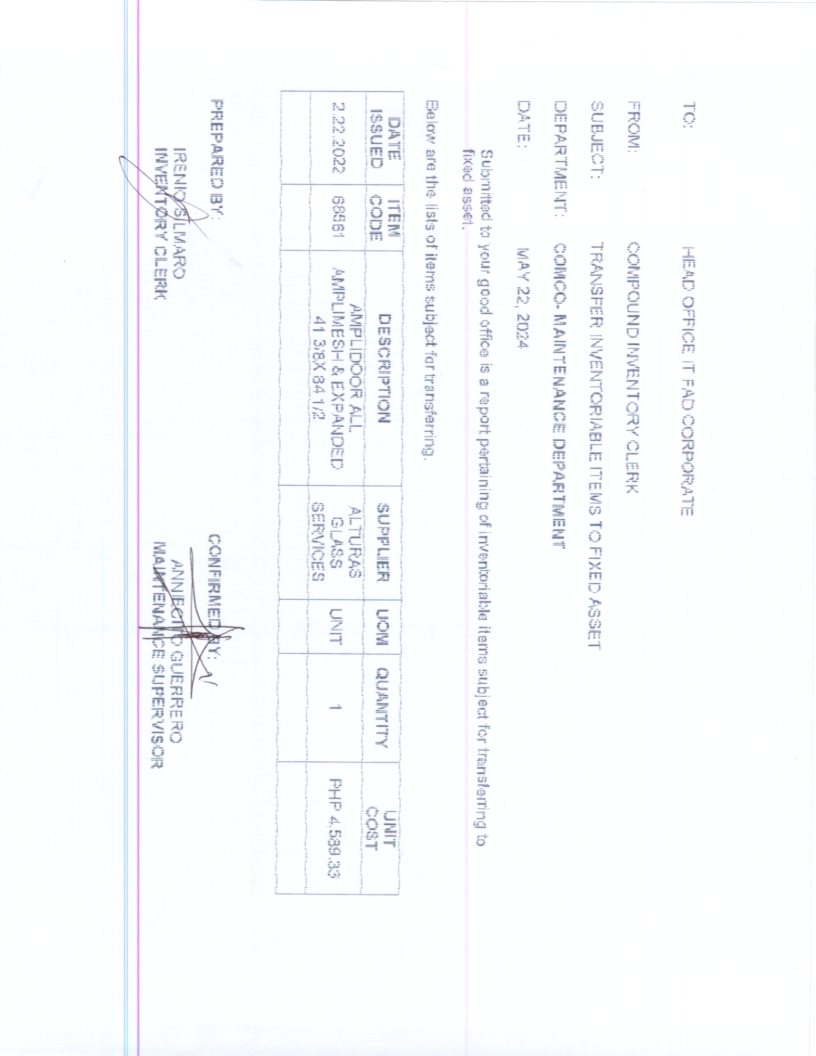 TO: HEAD OFFICE IT FAD CORPORATE
FROM: COMPOUND INVENTORY CLERK
SUBJECT: TRANSFER INVENTORIABLE ITEMS TO FIXED ASSET
DEPARTMENT: COMCO- MAINTENANCE DEPARTMENT
DATE: MAY 22, 2024
Submitted to your good office is a report pertaining of inventoriable items subject for transferring to
fixed asset.
Below are the lists of items subject for transferring.
DATE ISSUED ITEM CODE DESCRIPTION SUPPLIER UOM QUANTITY UNIT COST
2.22.2022 68561 AMPLIDOOR ALL AMPLIMESH & EXPANDED 41 3/8X 84 1/2 ALTURAS GLASS SERVICES UNIT 1 PHP 4,589.33
PREPARED BY: CONFIRMED BY:
IRENIO SILMARO ANNIECITO GUERRERO
INVENTORY CLERK MAINTENANCE SUPERVISOR